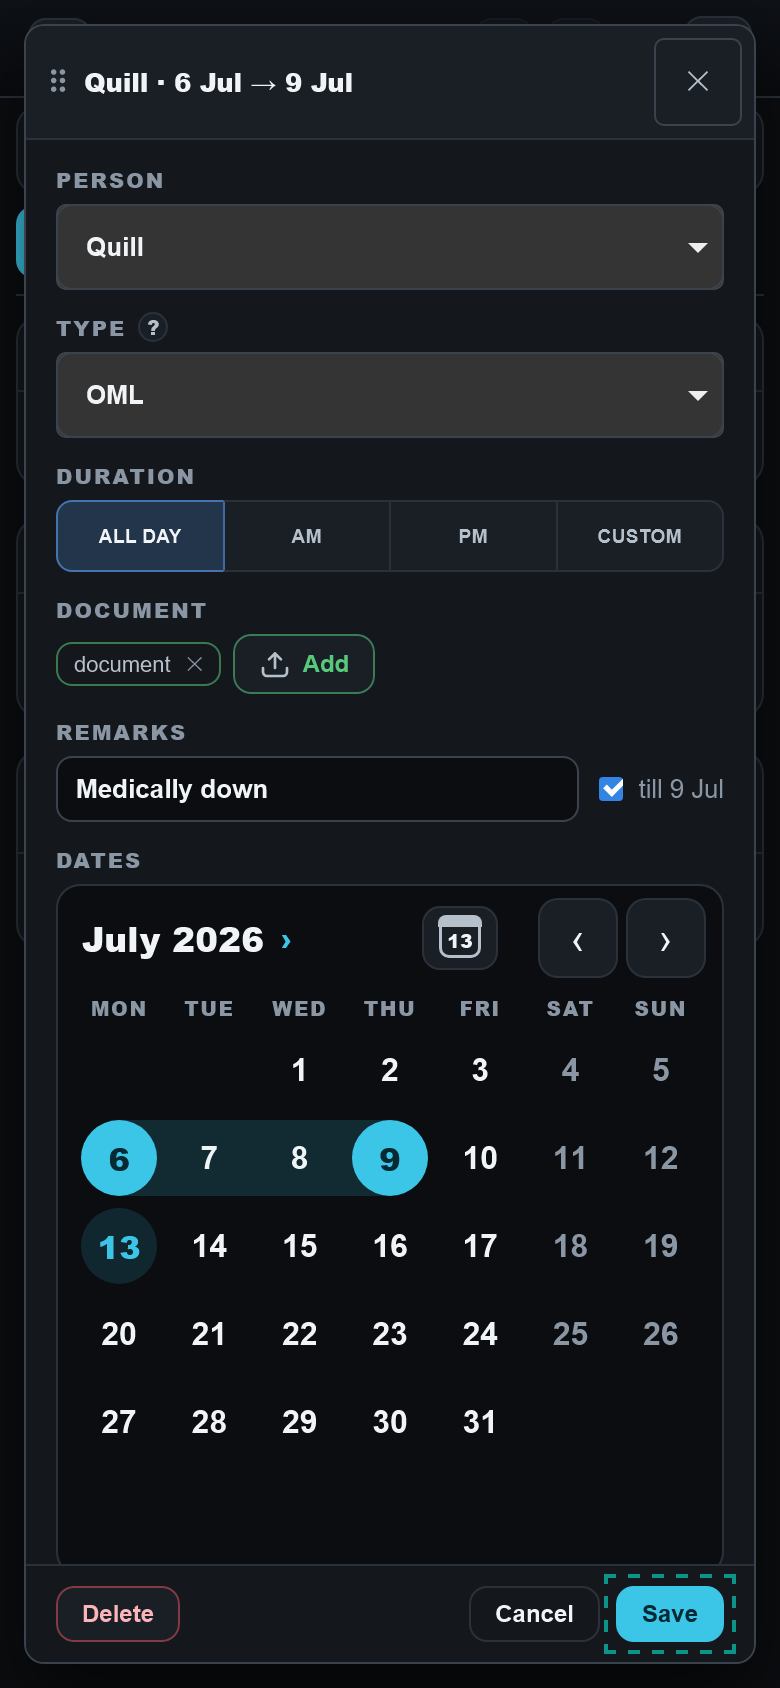 Quill · 6 Jul → 9 Jul
PERSON
Quill
TYPE ?
OML
DURATION
ALL DAY AM PM CUSTOM
DOCUMENT
document Add
REMARKS
Medically down till 9 Jul
DATES
July 2026 › 13 ‹ ›
MON TUE WED THU FRI SAT SUN
1 2 3 4 5
6 7 8 9 10 11 12
13 14 15 16 17 18 19
20 21 22 23 24 25 26
27 28 29 30 31
Delete Cancel Save